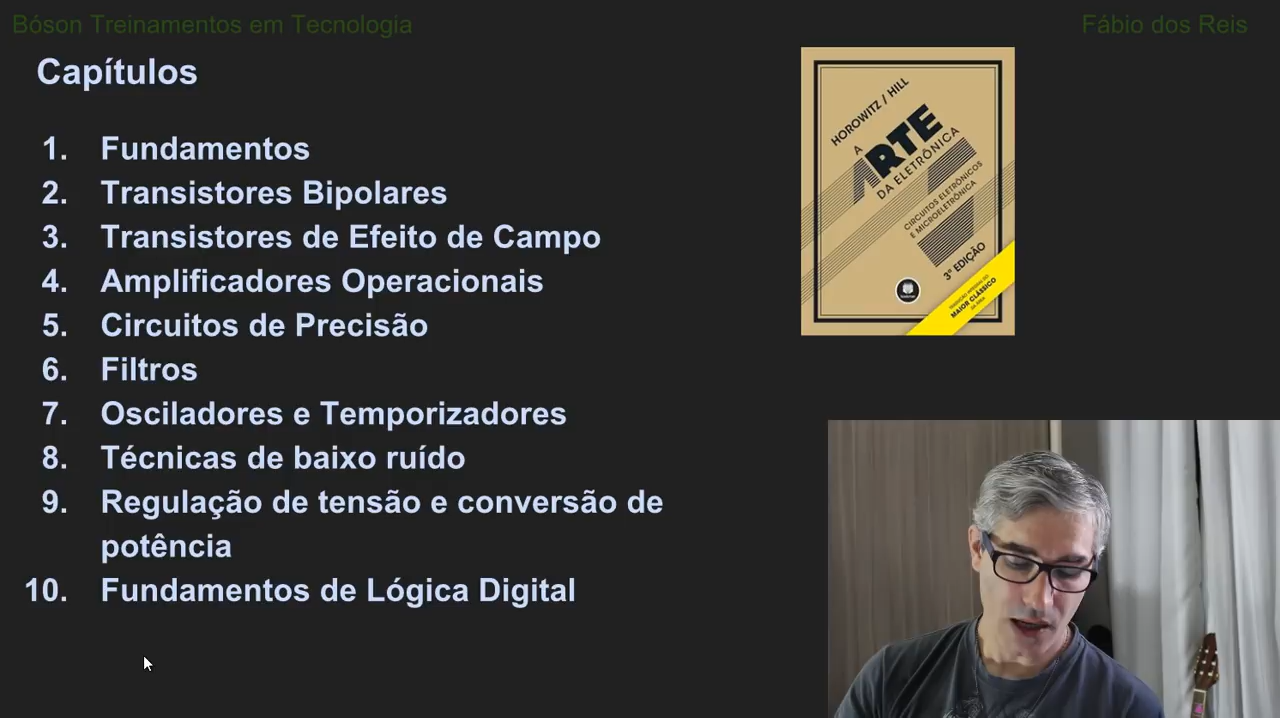 Bóson Treinamentos em Tecnologia
Fábio dos Reis
Capítulos
1. Fundamentos
2. Transistores Bipolares
3. Transistores de Efeito de Campo
4. Amplificadores Operacionais
5. Circuitos de Precisão
6. Filtros
7. Osciladores e Temporizadores
8. Técnicas de baixo ruído
9. Regulação de tensão e conversão de
potência
10. Fundamentos de Lógica Digital
HOROWITZ / HILL
A
ARTE
DA ELETRÔNICA
CIRCUITOS ELETRÔNICOS
E MICROELETRÔNICA
3ª EDIÇÃO
MAIOR CLÁSSICO
DA ÁREA